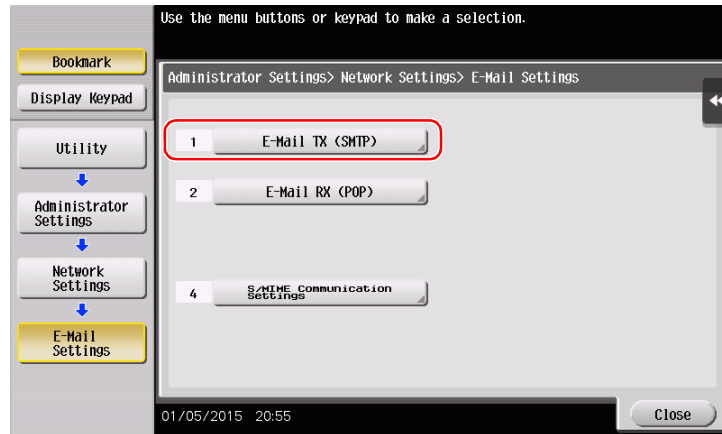 Use the menu buttons or keypad to make a selection.
Bookmark
Display Keypad
Utility
Administrator
Settings
Network
Settings
E-Mail
Settings
Administrator Settings> Network Settings> E-Mail Settings
1 E-Mail TX (SMTP)
2 E-Mail RX (POP)
4 S/MIME Communication
Settings
01/05/2015 20:55
Close